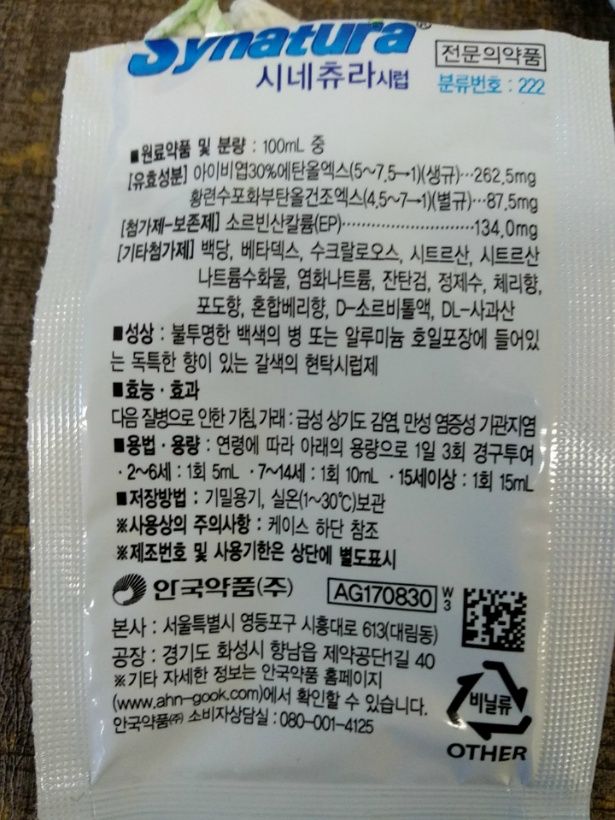 Synatura®
전문의약품
시네츄라시럽
분류번호 : 222
■원료약품 및 분량 : 100mL 중
[유효성분] 아이비엽30%에탄올엑스(5~7.5→1)(생규)···262.5mg
황련수포화부탄올건조엑스(4.5~7→1)(별규)···87.5mg
[첨가제-보존제] 소르빈산칼륨(EP)··························134.0mg
[기타첨가제] 백당, 베타덱스, 수크랄로오스, 시트르산, 시트르산
나트륨수화물, 염화나트륨, 잔탄검, 정제수, 체리향,
포도향, 혼합베리향, D-소르비톨액, DL-사과산
■성상 : 불투명한 백색의 병 또는 알루미늄 호일포장에 들어있
는 독특한 향이 있는 갈색의 현탁시럽제
■효능 · 효과
다음 질병으로 인한 기침, 가래 : 급성 상기도 감염, 만성 염증성 기관지염
■용법 · 용량 : 연령에 따라 아래의 용량으로 1일 3회 경구투여
· 2~6세 : 1회 5mL · 7~14세 : 1회 10mL · 15세이상 : 1회 15mL
■저장방법 : 기밀용기, 실온(1~30℃)보관
※사용상의 주의사항 : 케이스 하단 참조
※제조번호 및 사용기한은 상단에 별도표시
안국약품(주)
AG170830 W3
본사 : 서울특별시 영등포구 시흥대로 613(대림동)
공장 : 경기도 화성시 향남읍 제약공단1길 40
※기타 자세한 정보는 안국약품 홈페이지
(www.ahn-gook.com)에서 확인할 수 있습니다.
안국약품㈜ 소비자상담실 : 080-001-4125
비닐류
OTHER